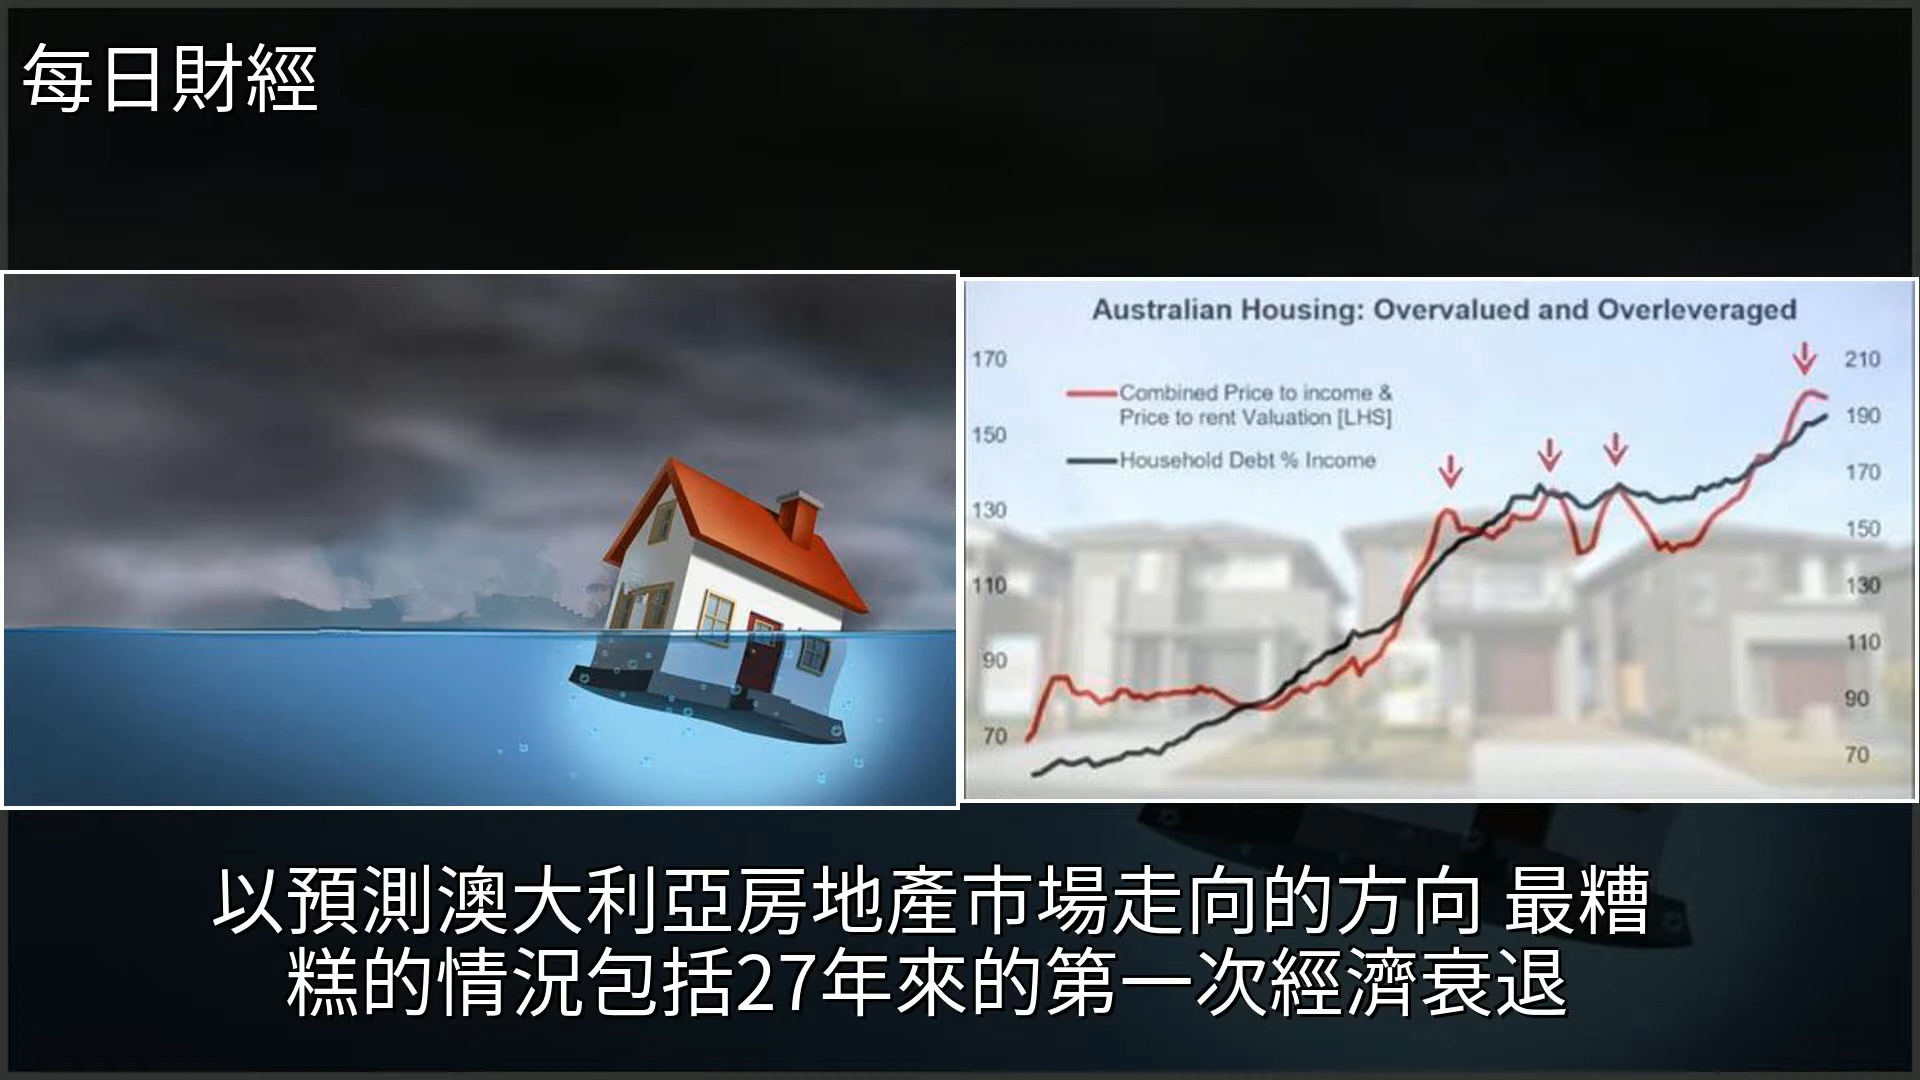 每日財經
Australian Housing: Overvalued and Overleveraged
170
150
130
110
90
70
Combined Price to income &
Price to rent Valuation [LHS]
Household Debt % Income
210
190
170
150
130
110
90
70
以預測澳大利亞房地產市場走向的方向 最糟
糕的情況包括27年來的第一次經濟衰退